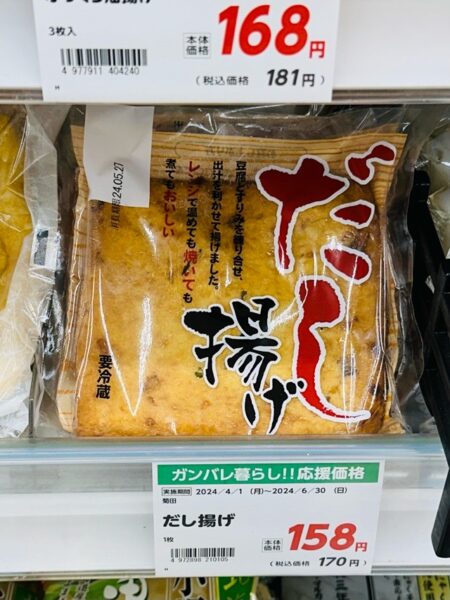 3枚入
本体
価格
168円
4 977911 404240
(税込価格 181円)
24.05.27
だし揚げ
豆腐とすりみを練り合せ、
出汁を利かせて揚げました。
レンジで温めても焼いても
煮てもおいしい
要冷蔵
ガンバレ暮らし!!応援価格
実施期間 2024/4/1 (月)~2024/6/30 (日)
菊田
だし揚げ
1枚
本体
価格
158円
4 972898 210105
(税込価格 170円)